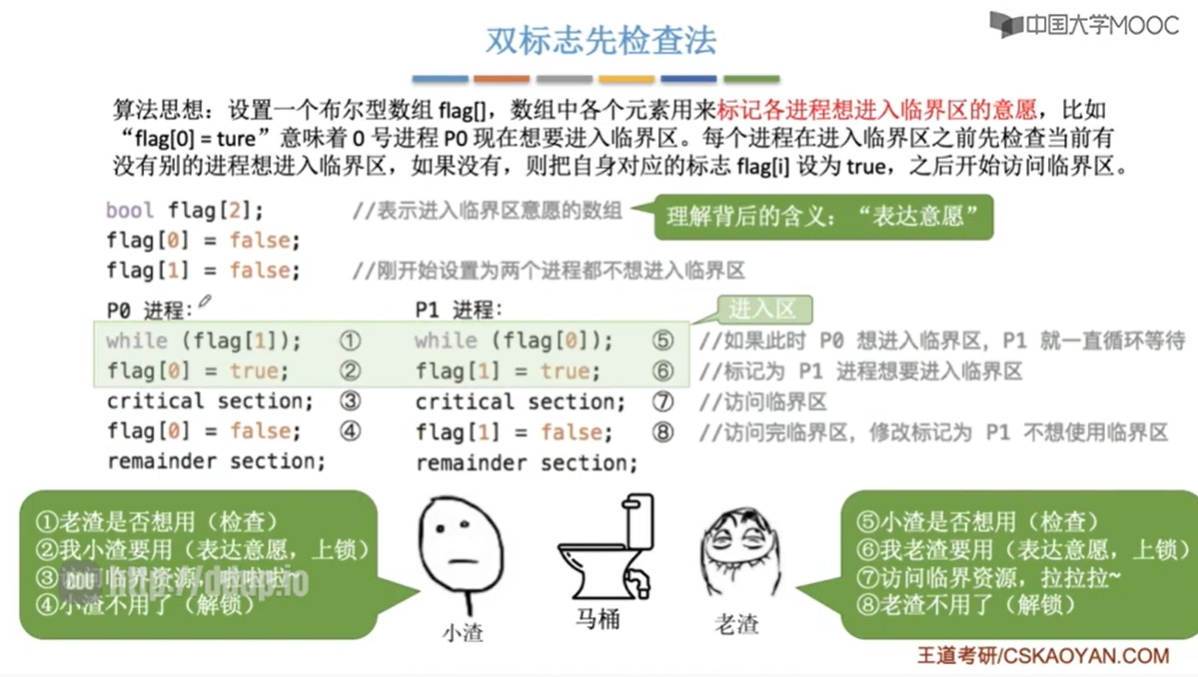 中国大学MOOC
双标志先检查法
算法思想：设置一个布尔型数组 flag[]，数组中各个元素用来标记各进程想进入临界区的意愿，比如
“flag[0] = ture”意味着 0 号进程 P0 现在想要进入临界区。每个进程在进入临界区之前先检查当前有
没有别的进程想进入临界区，如果没有，则把自身对应的标志 flag[i] 设为 true，之后开始访问临界区。
bool flag[2]; //表示进入临界区意愿的数组
理解背后的含义：“表达意愿”
flag[0] = false;
flag[1] = false; //刚开始设置为两个进程都不想进入临界区
P0 进程: P1 进程:
进入区
while (flag[1]); ① while (flag[0]); ⑤ //如果此时 P0 想进入临界区，P1 就一直循环等待
flag[0] = true; ② flag[1] = true; ⑥ //标记为 P1 进程想要进入临界区
critical section; ③ critical section; ⑦ //访问临界区
flag[0] = false; ④ flag[1] = false; ⑧ //访问完临界区，修改标记为 P1 不想使用临界区
remainder section; remainder section;
①老渣是否想用（检查）
②我小渣要用（表达意愿，上锁）
③ 临界资源，
④小渣不用了（解锁）
小渣
马桶
老渣
⑤小渣是否想用（检查）
⑥我老渣要用（表达意愿，上锁）
⑦访问临界资源，拉拉拉~
⑧老渣不用了（解锁）
王道考研/CSKAOYAN.COM